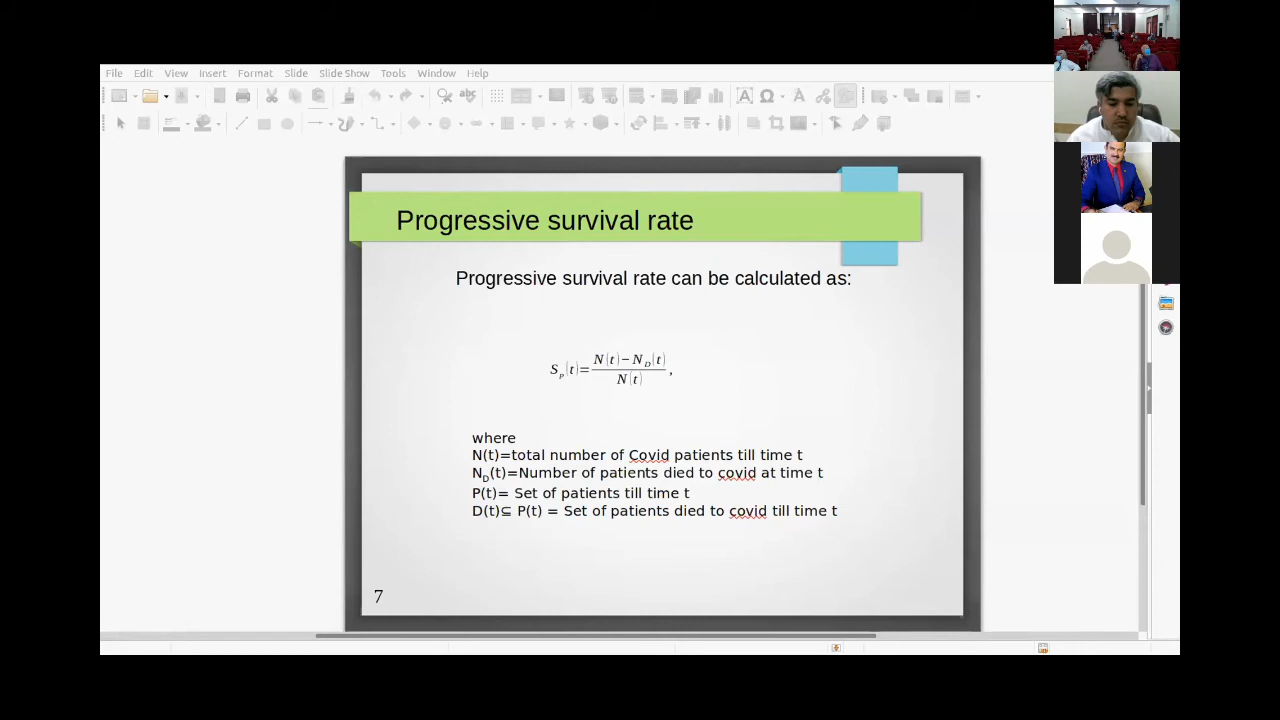 File Edit View Insert Format Slide Slide Show Tools Window Help
Progressive survival rate
Progressive survival rate can be calculated as:
S_p(t)=\frac{N(t)-N_D(t)}{N(t)},
where
N(t)=total number of Covid patients till time t
N_D(t)=Number of patients died to covid at time t
P(t)= Set of patients till time t
D(t)⊆ P(t) = Set of patients died to covid till time t
7